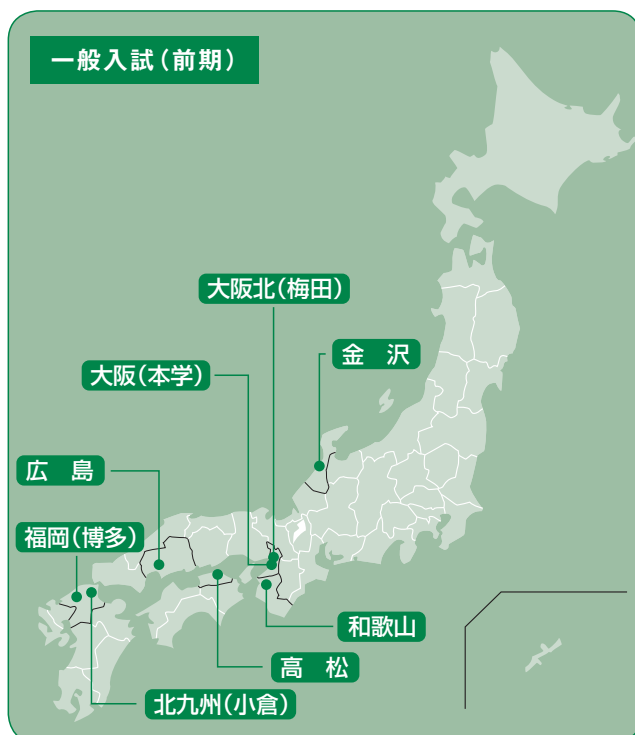 一般入試(前期)
大阪北(梅田)
金　沢
大阪(本学)
広　島
福岡(博多)
和歌山
高　松
北九州(小倉)